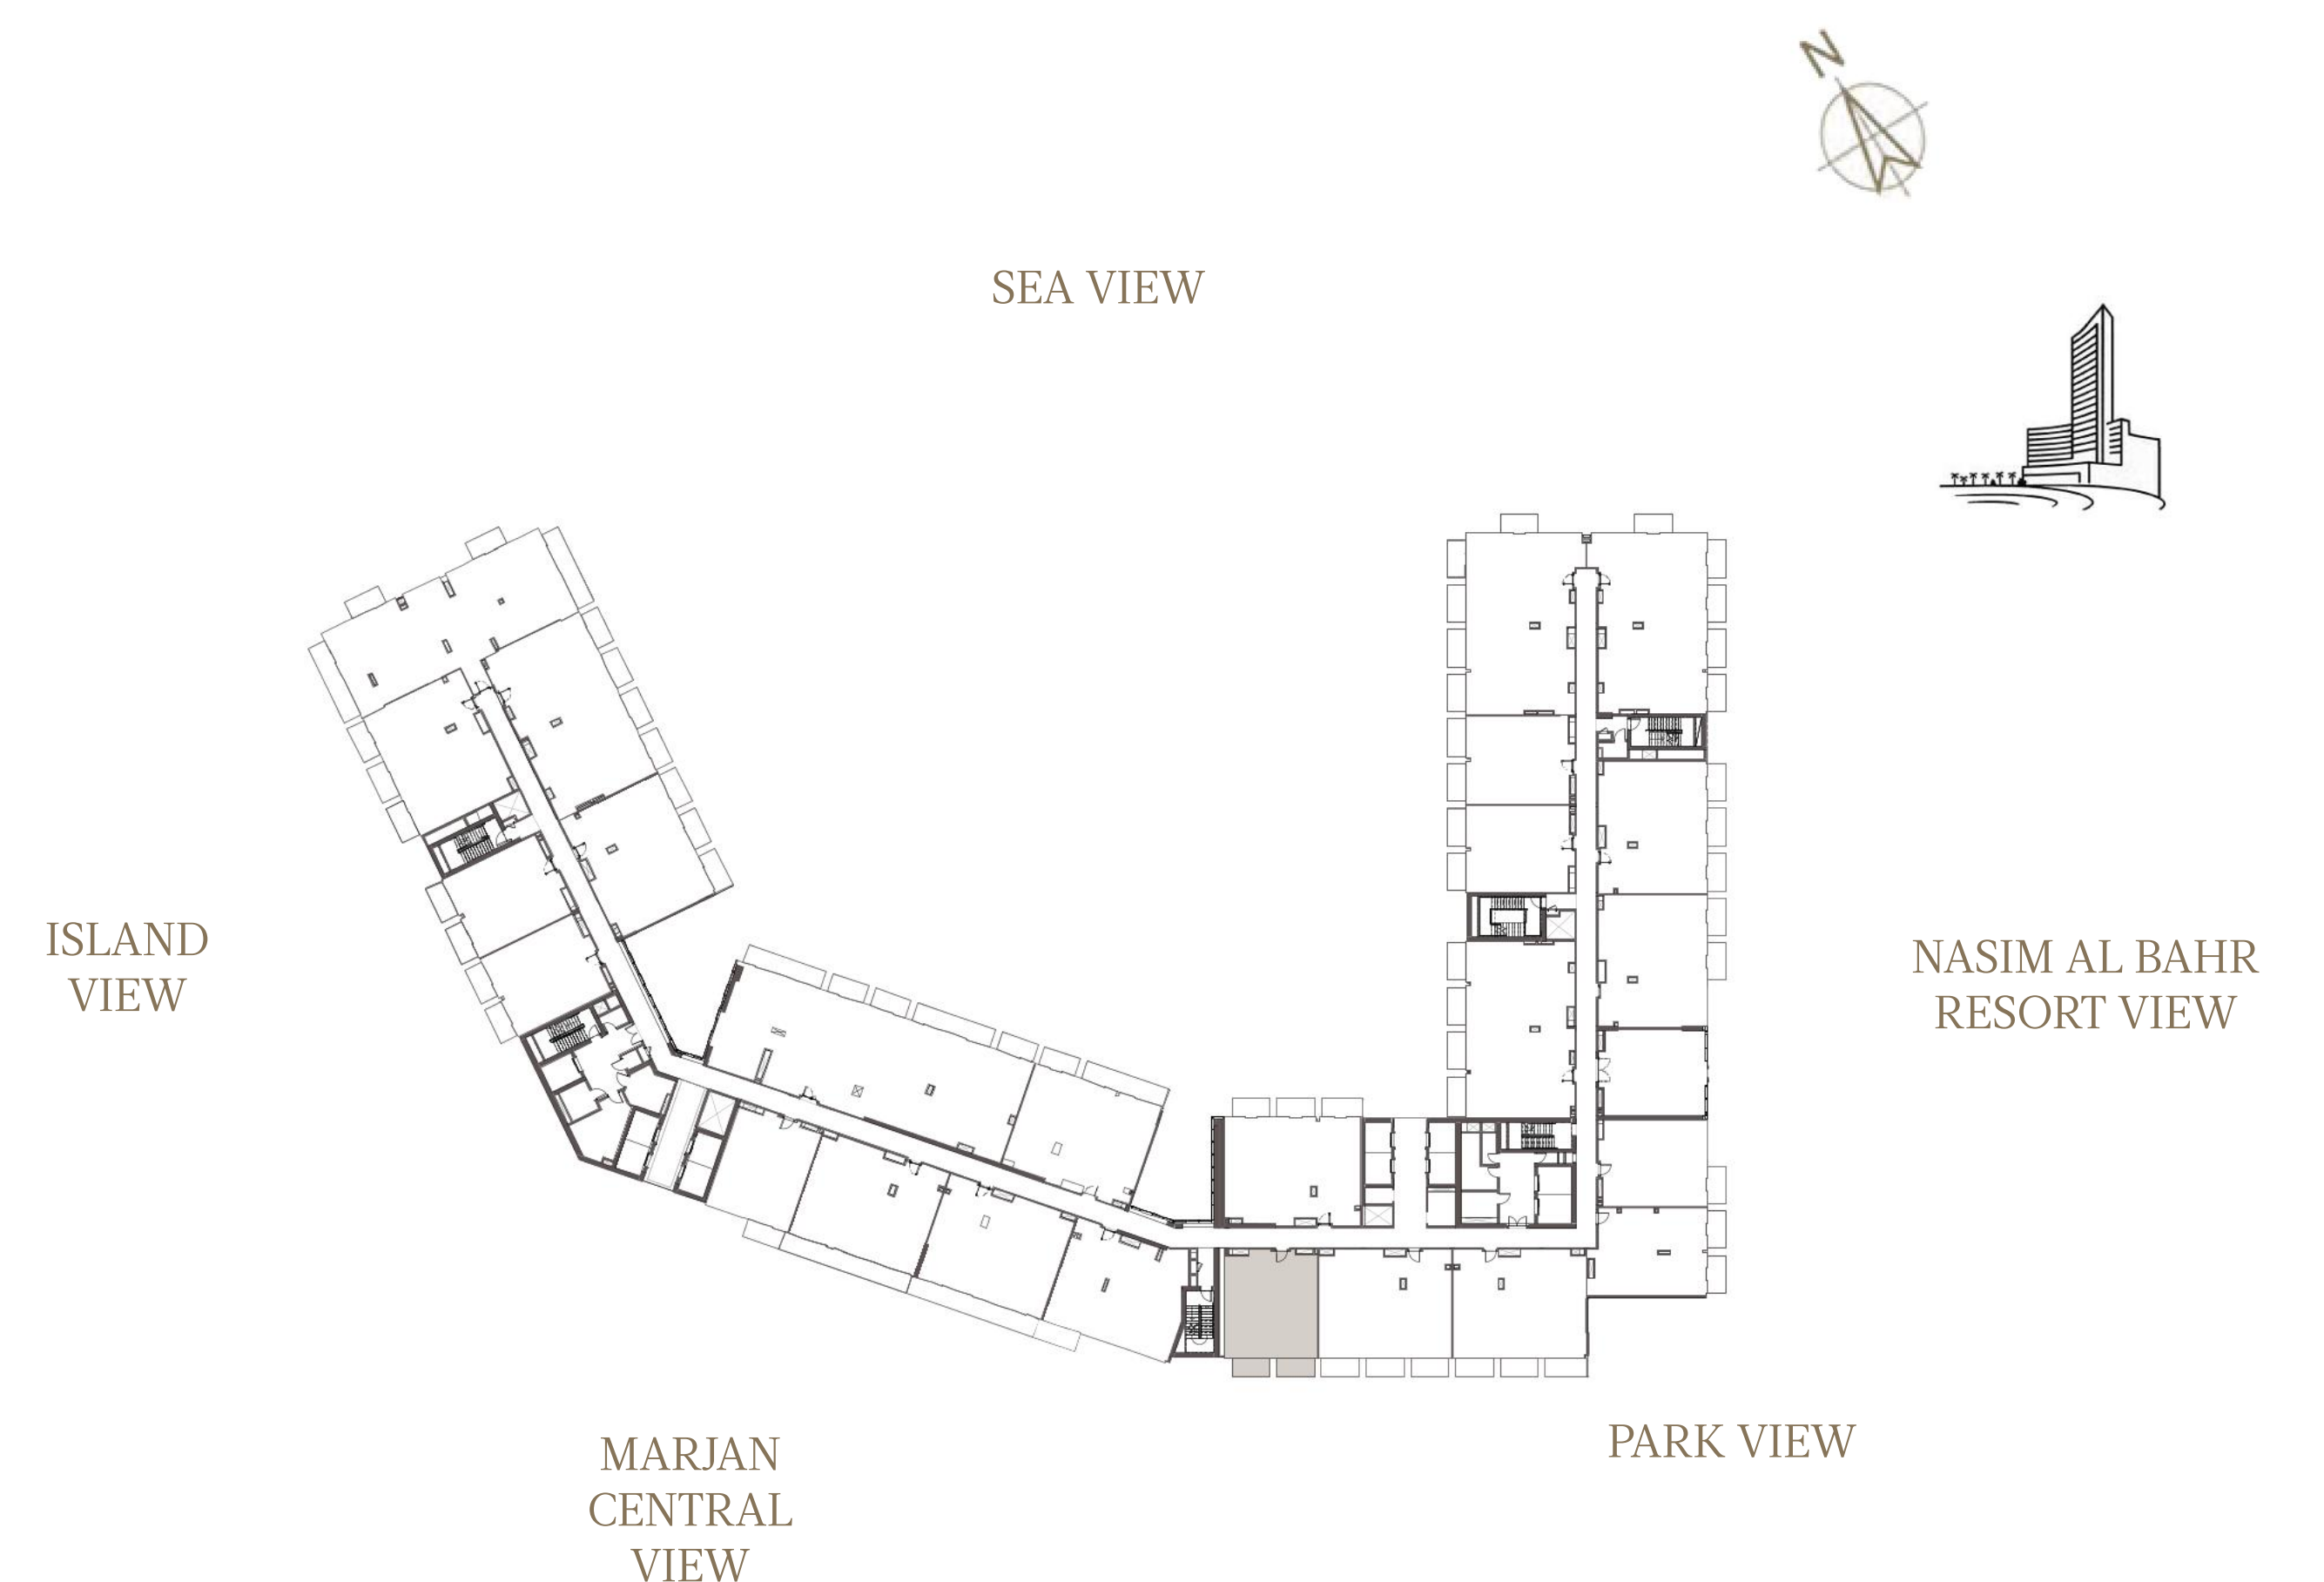 N
SEA VIEW
ISLAND
VIEW
NASIM AL BAHR
RESORT VIEW
MARJAN
CENTRAL
VIEW
PARK VIEW